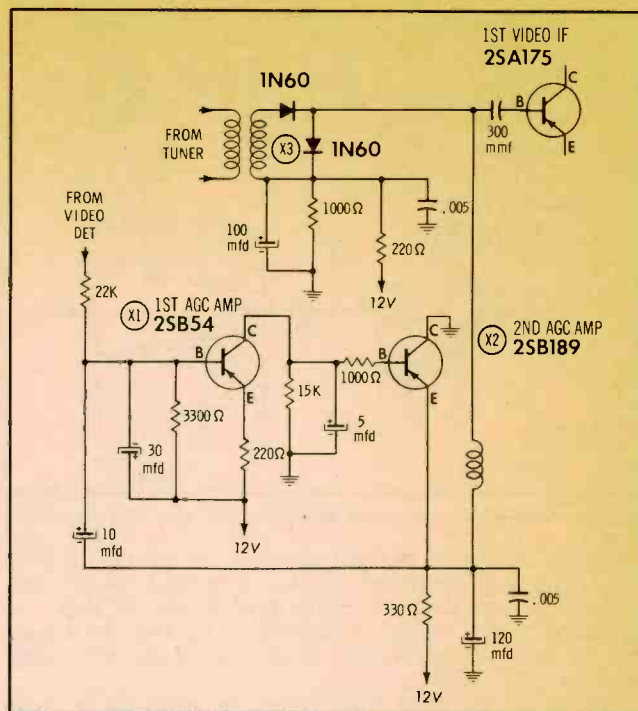 1ST VIDEO IF
2SA175
1N60
C
B
E
300
mmf
FROM
TUNER
X3
1N60
FROM
VIDEO
DET
1000Ω
.005
100
mfd
220Ω
12V
22K
X1
1ST AGC AMP
2SB54
C
B
E
1000Ω
B
C
E
X2
2ND AGC AMP
2SB189
3300Ω
15K
5
mfd
30
mfd
220Ω
10
mfd
12V
330Ω
.005
120
mfd
12V